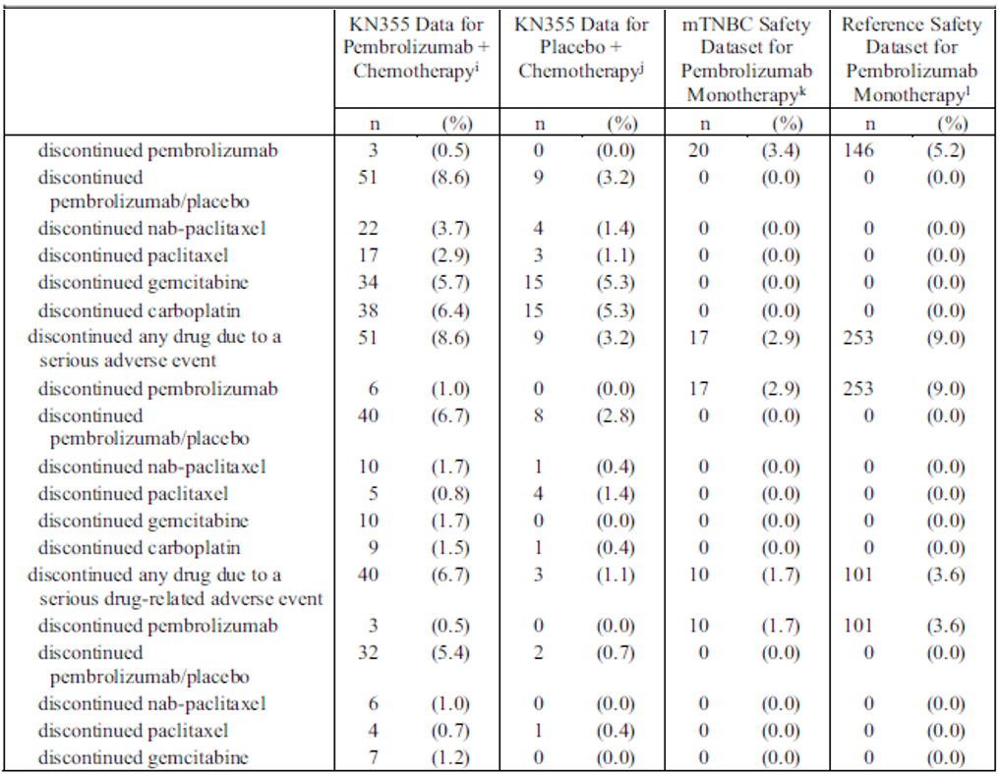 KN355 Data for Pembrolizumab + Chemotherapyⁱ KN355 Data for Placebo + Chemotherapyʲ mTNBC Safety Dataset for Pembrolizumab Monotherapyᵏ Reference Safety Dataset for Pembrolizumab Monotherapyˡ
n (%) n (%) n (%) n (%)
discontinued pembrolizumab 3 (0.5) 0 (0.0) 20 (3.4) 146 (5.2)
discontinued 51 (8.6) 9 (3.2) 0 (0.0) 0 (0.0)
pembrolizumab/placebo
discontinued nab-paclitaxel 22 (3.7) 4 (1.4) 0 (0.0) 0 (0.0)
discontinued paclitaxel 17 (2.9) 3 (1.1) 0 (0.0) 0 (0.0)
discontinued gemcitabine 34 (5.7) 15 (5.3) 0 (0.0) 0 (0.0)
discontinued carboplatin 38 (6.4) 15 (5.3) 0 (0.0) 0 (0.0)
discontinued any drug due to a 51 (8.6) 9 (3.2) 17 (2.9) 253 (9.0)
serious adverse event
discontinued pembrolizumab 6 (1.0) 0 (0.0) 17 (2.9) 253 (9.0)
discontinued 40 (6.7) 8 (2.8) 0 (0.0) 0 (0.0)
pembrolizumab/placebo
discontinued nab-paclitaxel 10 (1.7) 1 (0.4) 0 (0.0) 0 (0.0)
discontinued paclitaxel 5 (0.8) 4 (1.4) 0 (0.0) 0 (0.0)
discontinued gemcitabine 10 (1.7) 0 (0.0) 0 (0.0) 0 (0.0)
discontinued carboplatin 9 (1.5) 1 (0.4) 0 (0.0) 0 (0.0)
discontinued any drug due to a 40 (6.7) 3 (1.1) 10 (1.7) 101 (3.6)
serious drug-related adverse event
discontinued pembrolizumab 3 (0.5) 0 (0.0) 10 (1.7) 101 (3.6)
discontinued 32 (5.4) 2 (0.7) 0 (0.0) 0 (0.0)
pembrolizumab/placebo
discontinued nab-paclitaxel 6 (1.0) 0 (0.0) 0 (0.0) 0 (0.0)
discontinued paclitaxel 4 (0.7) 1 (0.4) 0 (0.0) 0 (0.0)
discontinued gemcitabine 7 (1.2) 0 (0.0) 0 (0.0) 0 (0.0)